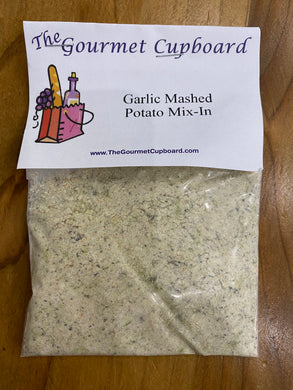 The Gourmet Cupboard
Garlic Mashed
Potato Mix-In
www.TheGourmetCupboard.com